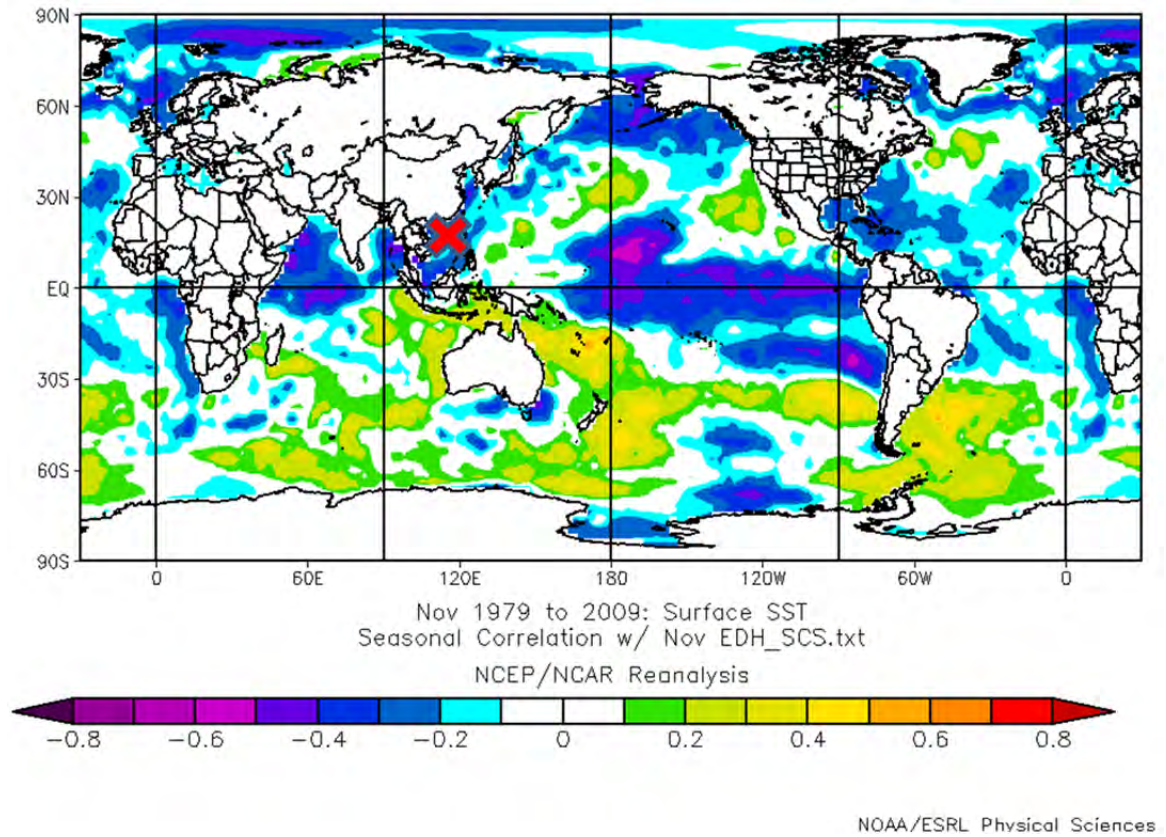 90N
60N
30N
EQ
30S
60S
90S
0 60E 120E 180 120W 60W 0
Nov 1979 to 2009: Surface SST
Seasonal Correlation w/ Nov EDH_SCS.txt
NCEP/NCAR Reanalysis
−0.8 −0.6 −0.4 −0.2 0 0.2 0.4 0.6 0.8
NOAA/ESRL Physical Sciences